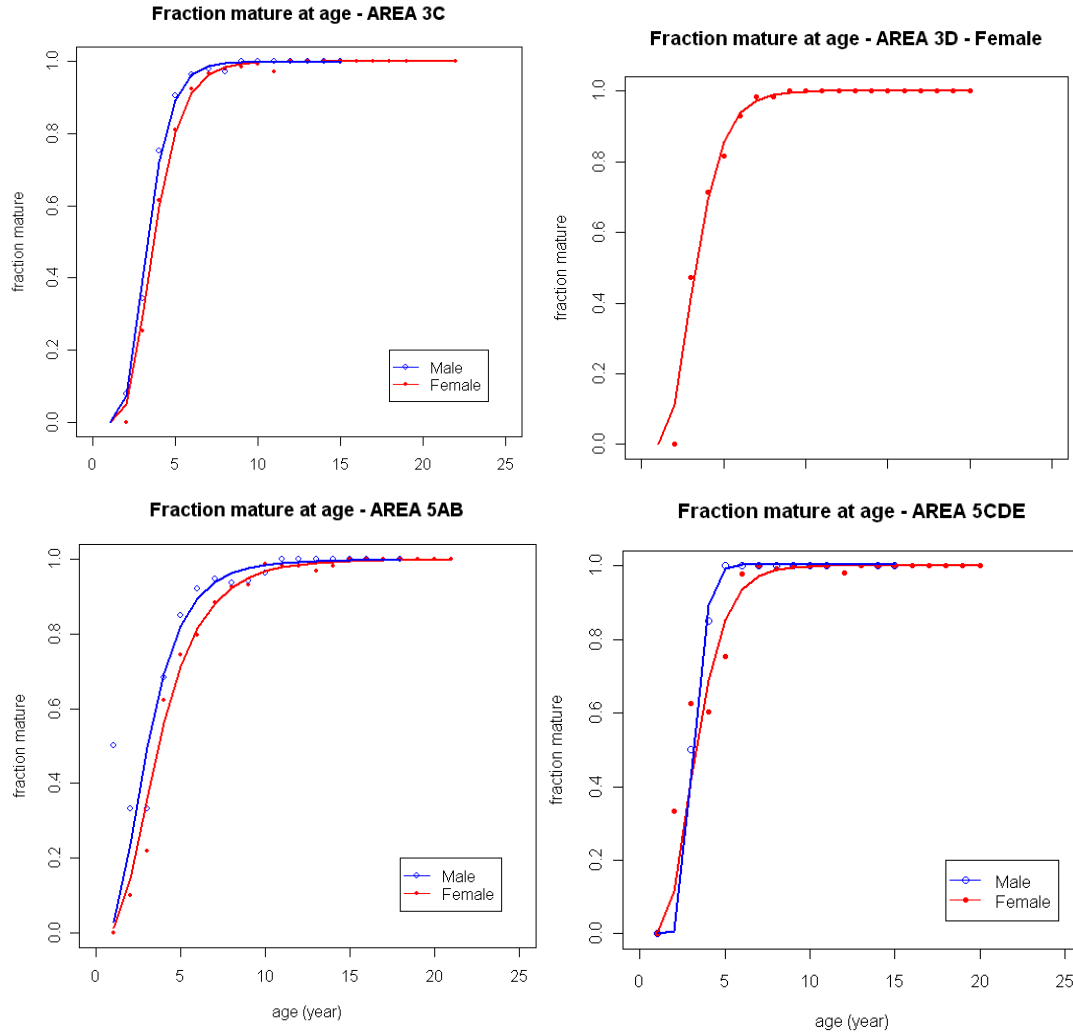 Fraction mature at age - AREA 3C
fraction mature
0.0
0.2
0.4
0.6
0.8
1.0
0 5 10 15 20 25
Male
Female
Fraction mature at age - AREA 3D - Female
fraction mature
0.0
0.2
0.4
0.6
0.8
1.0
Fraction mature at age - AREA 5AB
fraction mature
0.0
0.2
0.4
0.6
0.8
1.0
0 5 10 15 20 25
age (year)
Male
Female
Fraction mature at age - AREA 5CDE
fraction mature
0.0
0.2
0.4
0.6
0.8
1.0
0 5 10 15 20 25
age (year)
Male
Female